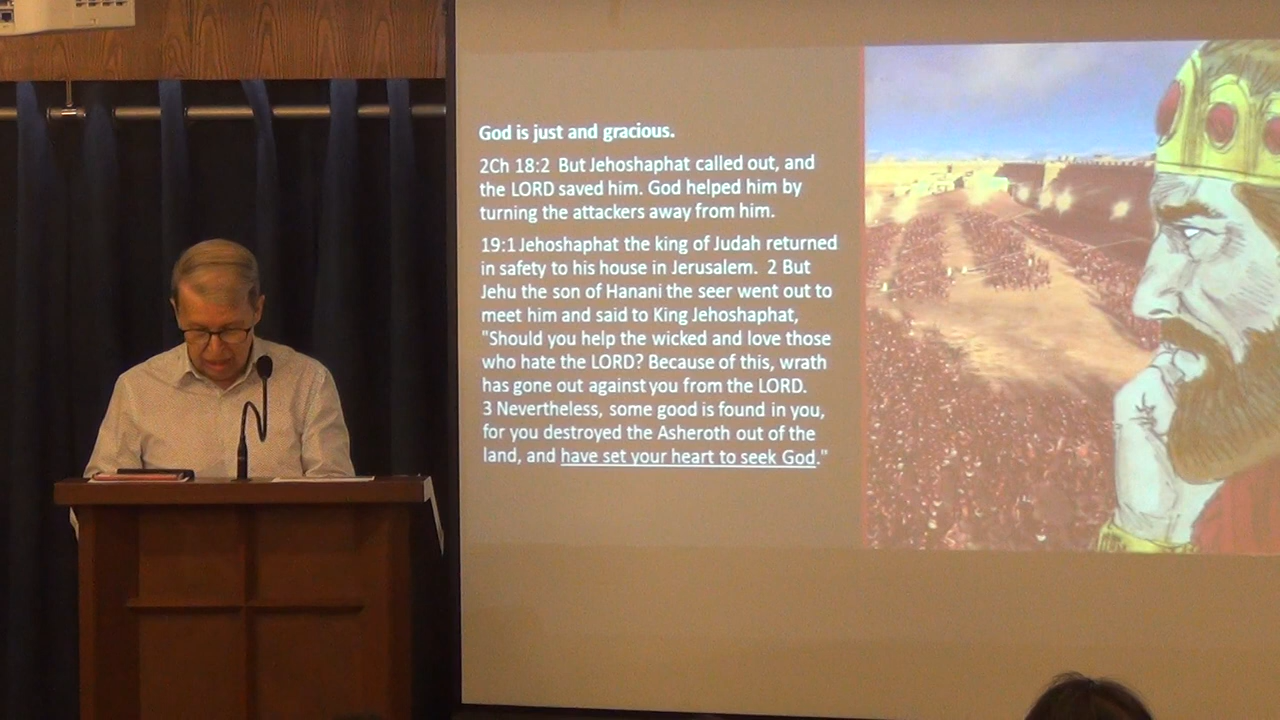 God is just and gracious.
2Ch 18:2 But Jehoshaphat called out, and
the LORD saved him. God helped him by
turning the attackers away from him.
19:1 Jehoshaphat the king of Judah returned
in safety to his house in Jerusalem. 2 But
Jehu the son of Hanani the seer went out to
meet him and said to King Jehoshaphat,
"Should you help the wicked and love those
who hate the LORD? Because of this, wrath
has gone out against you from the LORD.
3 Nevertheless, some good is found in you,
for you destroyed the Asheroth out of the
land, and have set your heart to seek God."